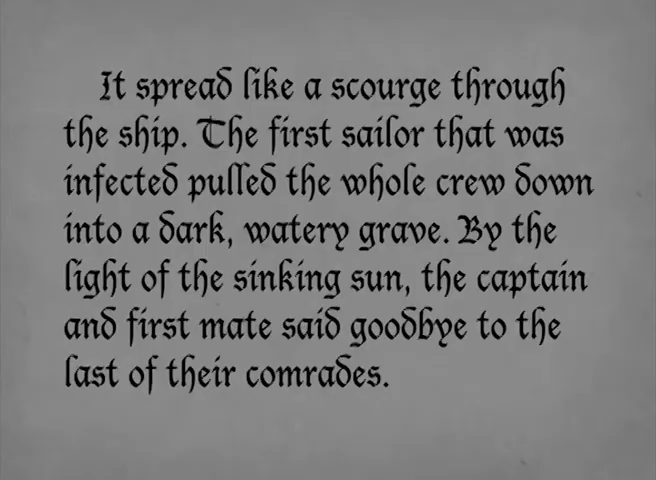 It spread like a scourge through
the ship. The first sailor that was
infected pulled the whole crew down
into a dark, watery grave. By the
light of the sinking sun, the captain
and first mate said goodbye to the
last of their comrades.